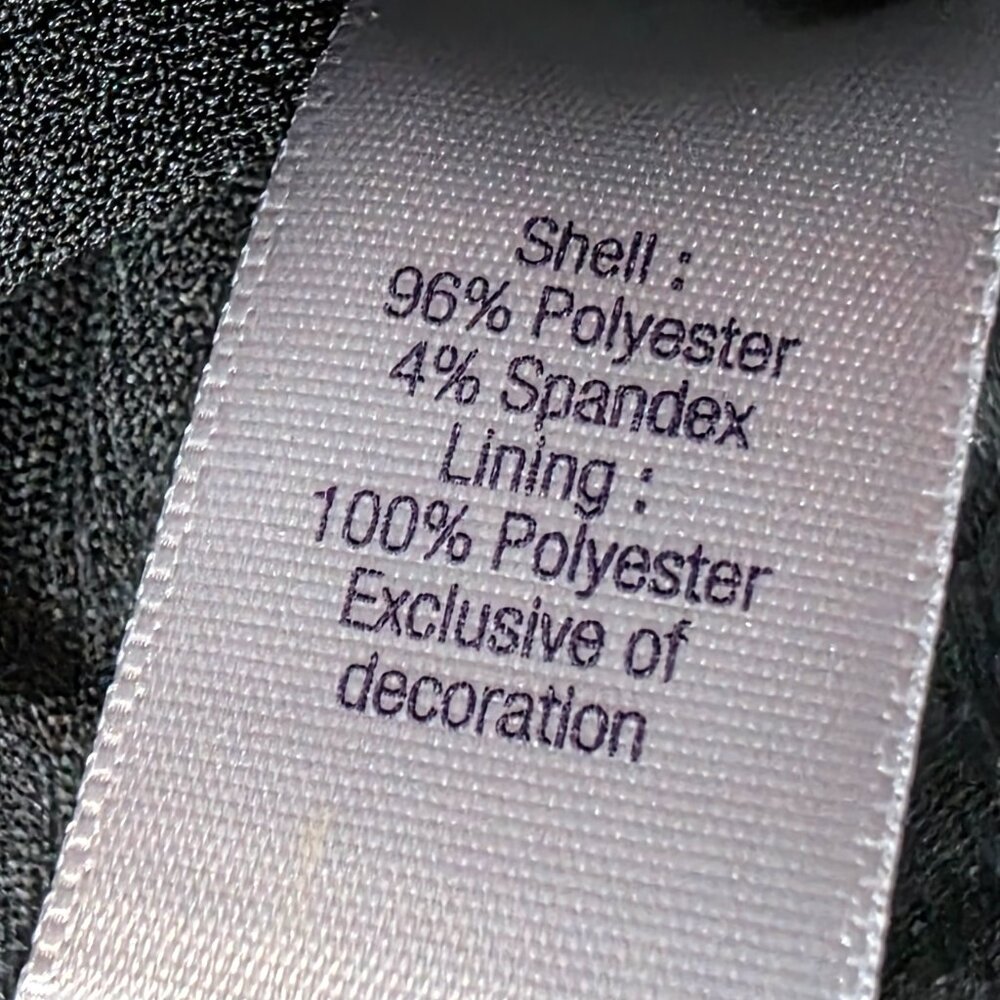 Shell :
96% Polyester
4% Spandex
Lining :
100% Polyester
Exclusive of
decoration